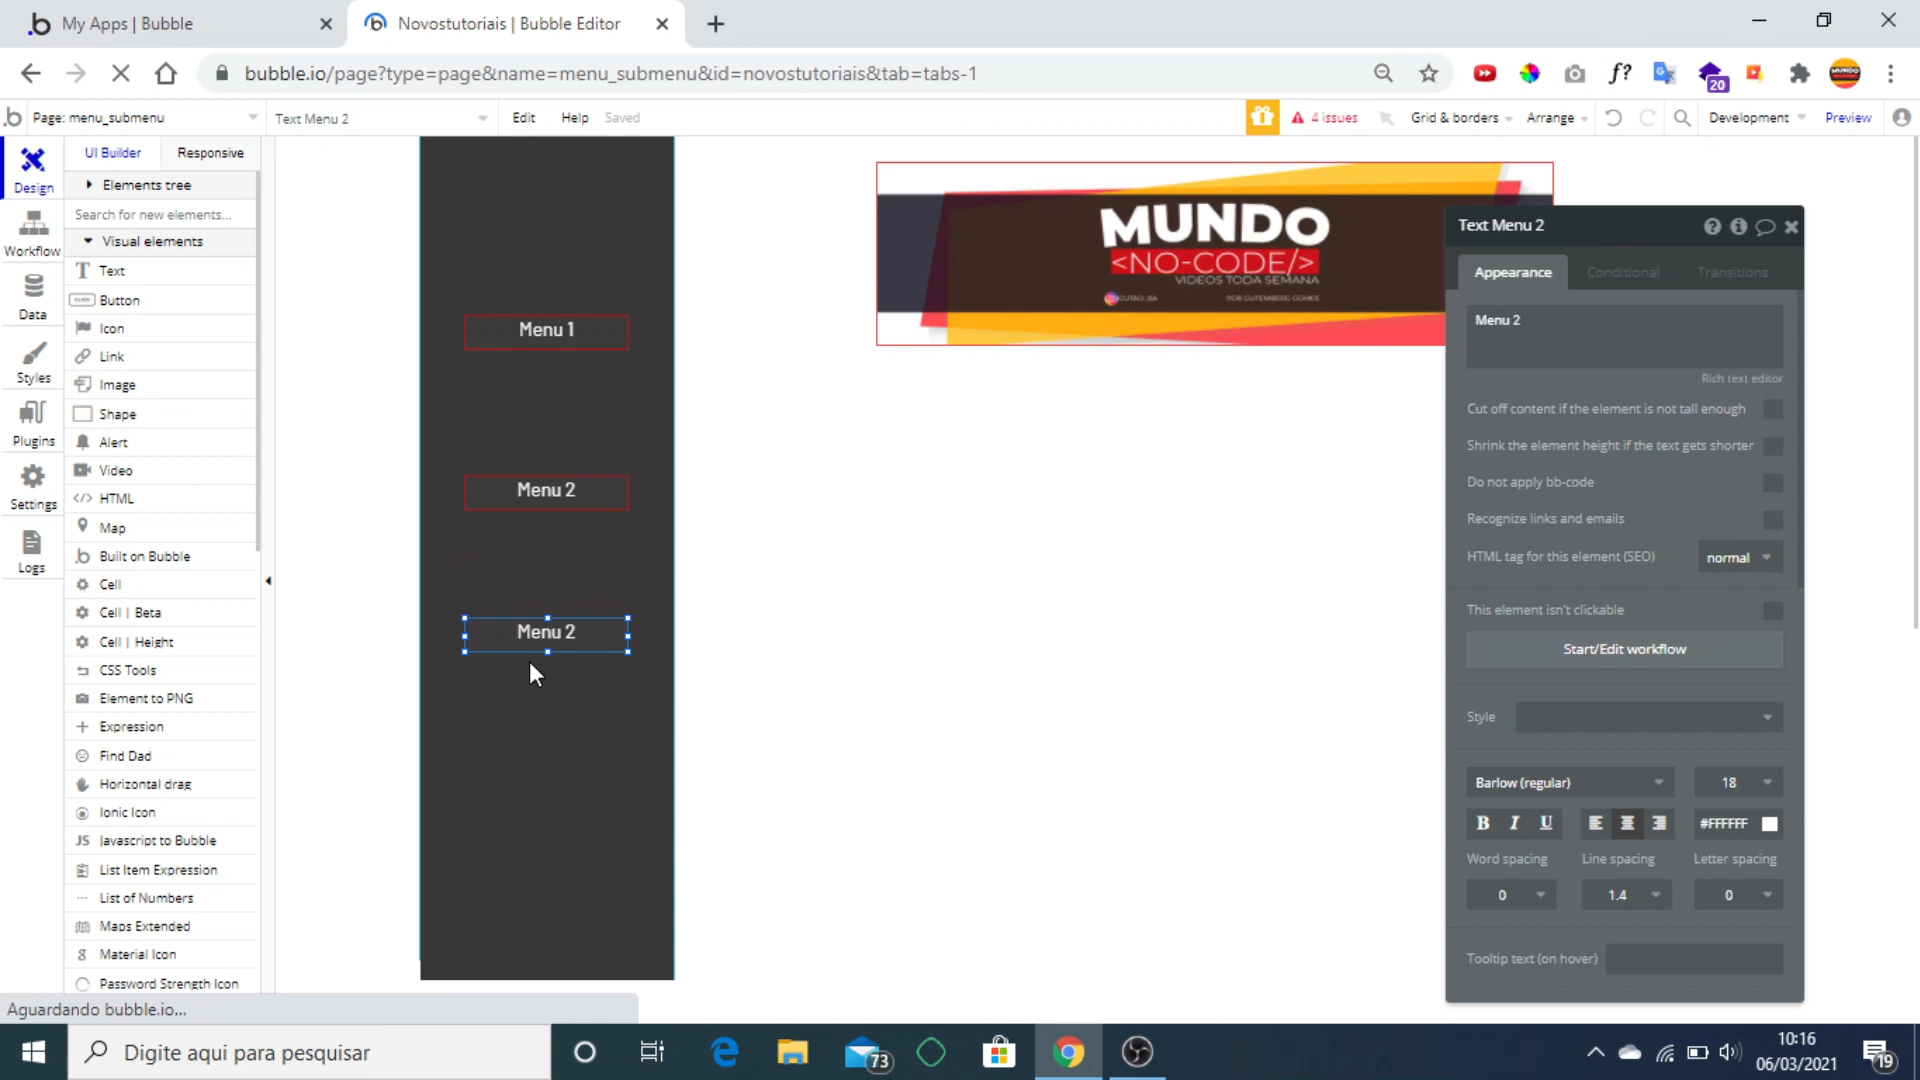 My Apps | Bubble
Novostutoriais | Bubble Editor
bubble.io/page?type=page&name=menu_submenu&id=novostutoriais&tab=tabs-1
20
Page: menu_submenu
Text Menu 2
Edit
Help
Saved
4 issues
Grid & borders
Arrange
Development
Preview
Design
Workflow
Data
Styles
Plugins
Settings
Logs
UI Builder
Responsive
Elements tree
Search for new elements...
Visual elements
Text
Button
Icon
Link
Image
Shape
Alert
Video
HTML
Map
Built on Bubble
Cell
Cell | Beta
Cell | Height
CSS Tools
Element to PNG
Expression
Find Dad
Horizontal drag
Ionic Icon
JS Javascript to Bubble
List Item Expression
List of Numbers
Maps Extended
Material Icon
Password Strength Icon
Menu 1
Menu 2
Menu 2
MUNDO
<NO-CODE/>
VIDEOS TODA SEMANA
@GUTAO_BA
POR GUTEMBERG GOMES
Text Menu 2
Appearance
Conditional
Transitions
Menu 2
Rich text editor
Cut off content if the element is not tall enough
Shrink the element height if the text gets shorter
Do not apply bb-code
Recognize links and emails
HTML tag for this element (SEO)
normal
This element isn't clickable
Start/Edit workflow
Style
Barlow (regular)
18
B I U
#FFFFFF
Word spacing
Line spacing
Letter spacing
0
1.4
0
Tooltip text (on hover)
Aguardando bubble.io...
Digite aqui para pesquisar
73
10:16
06/03/2021
19